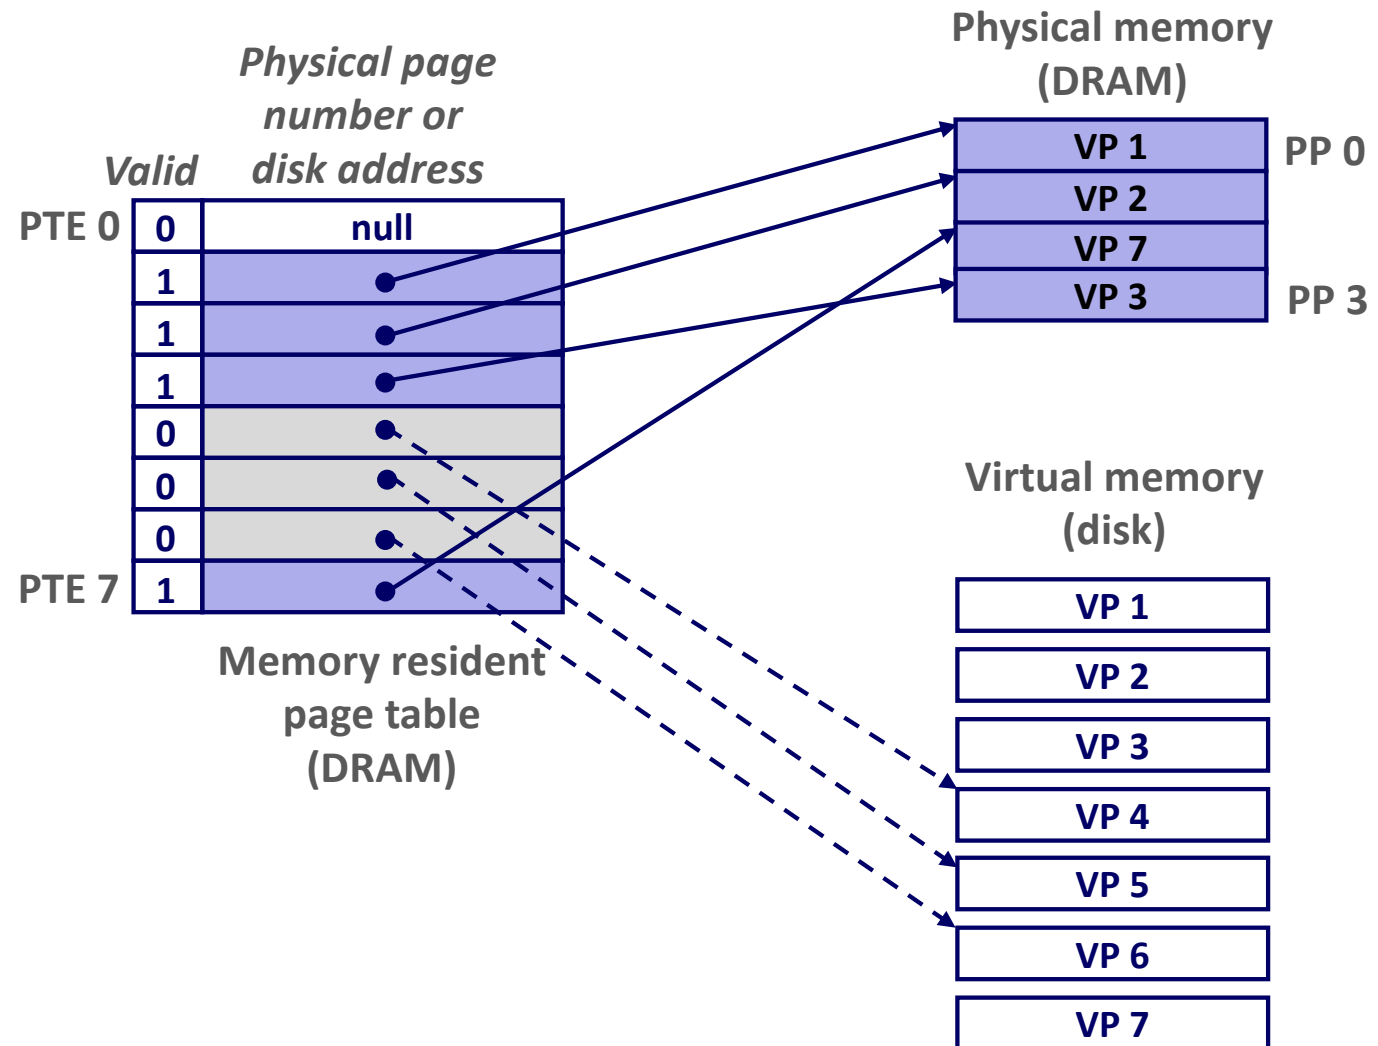 Physical memory
(DRAM)
Physical page
number or
disk address
Valid
PTE 0
0
null
1
1
1
0
0
0
PTE 7
1
Memory resident
page table
(DRAM)
VP 1
PP 0
VP 2
VP 7
VP 3
PP 3
Virtual memory
(disk)
VP 1
VP 2
VP 3
VP 4
VP 5
VP 6
VP 7